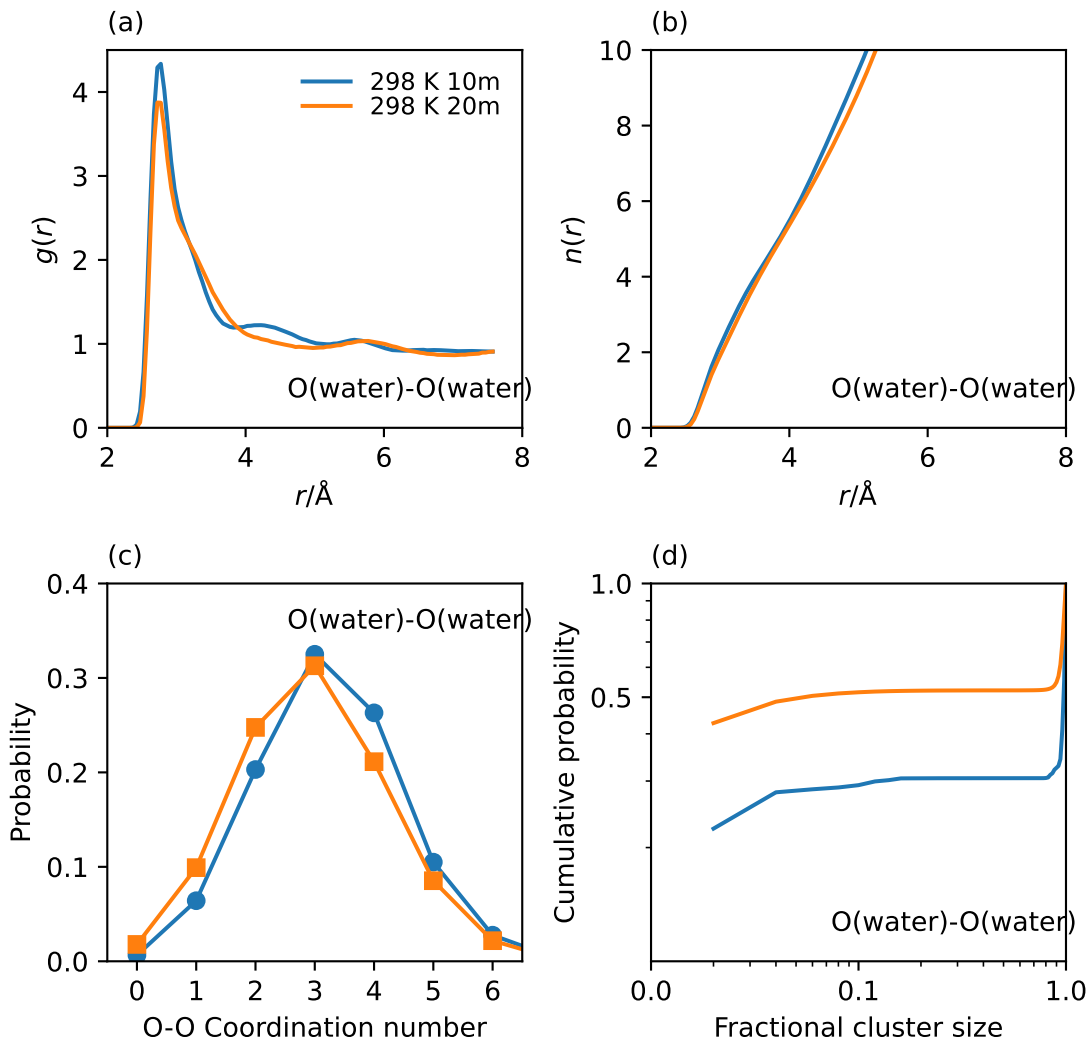 (a)
g(r)
4
3
2
1
0
298 K 10m
298 K 20m
O(water)-O(water)
2
4
6
8
r/Å
(b)
n(r)
10
8
6
4
2
0
O(water)-O(water)
2
4
6
8
r/Å
(c)
Probability
0.4
0.3
0.2
0.1
0.0
O(water)-O(water)
0
1
2
3
4
5
6
O-O Coordination number
(d)
Cumulative probability
1.0
0.5
O(water)-O(water)
0.0
0.1
1.0
Fractional cluster size